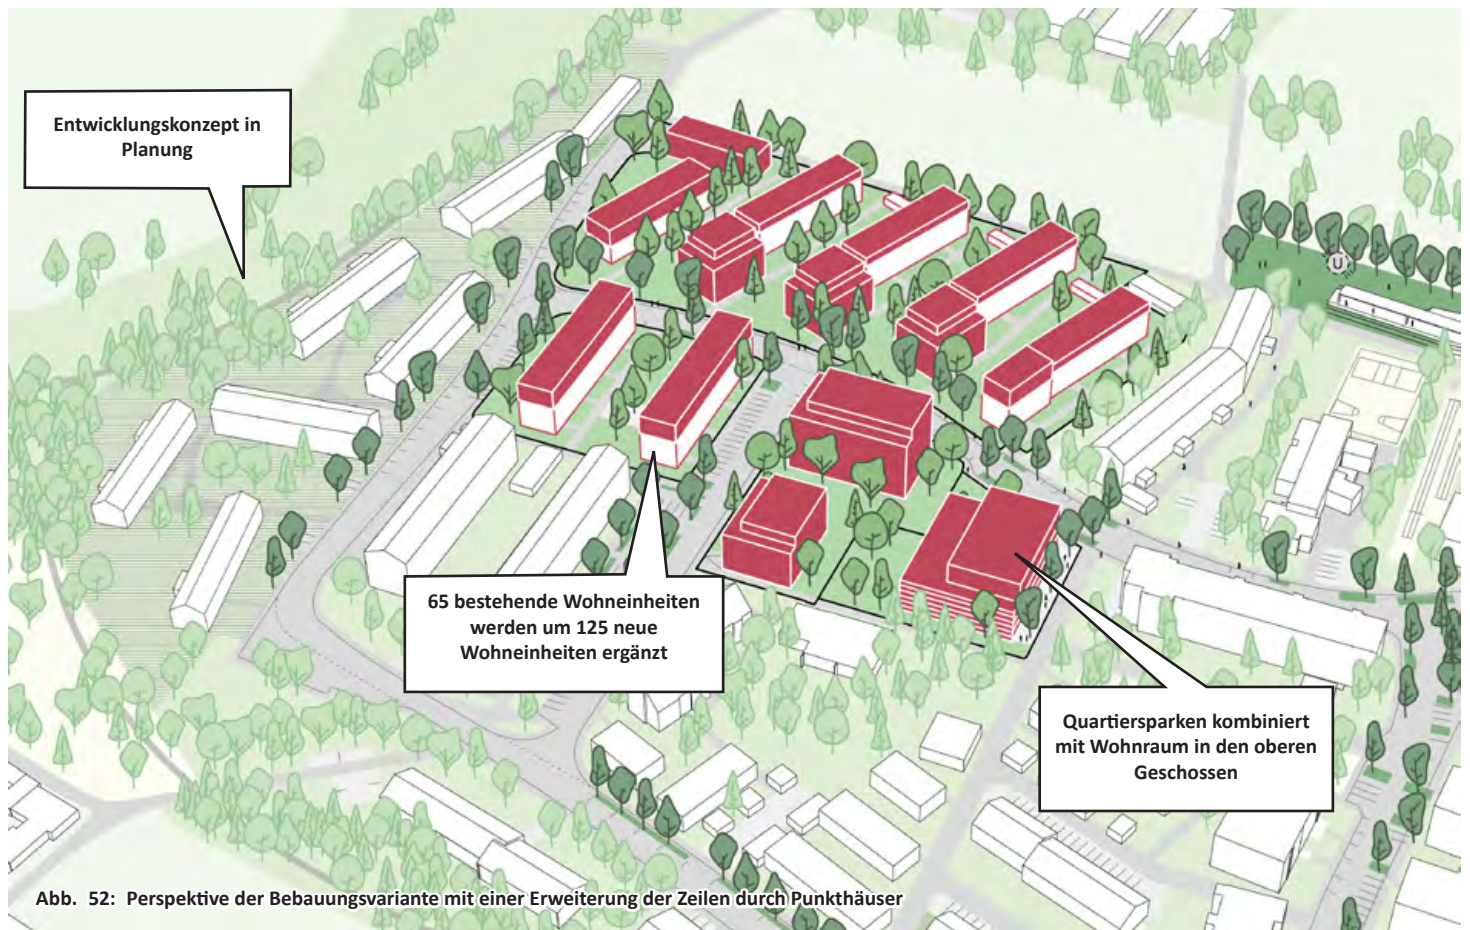 Entwicklungskonzept in
Planung
U
65 bestehende Wohneinheiten
werden um 125 neue
Wohneinheiten ergänzt
Quartiersparken kombiniert
mit Wohnraum in den oberen
Geschossen
Abb. 52: Perspektive der Bebauungsvariante mit einer Erweiterung der Zeilen durch Punkthäuser